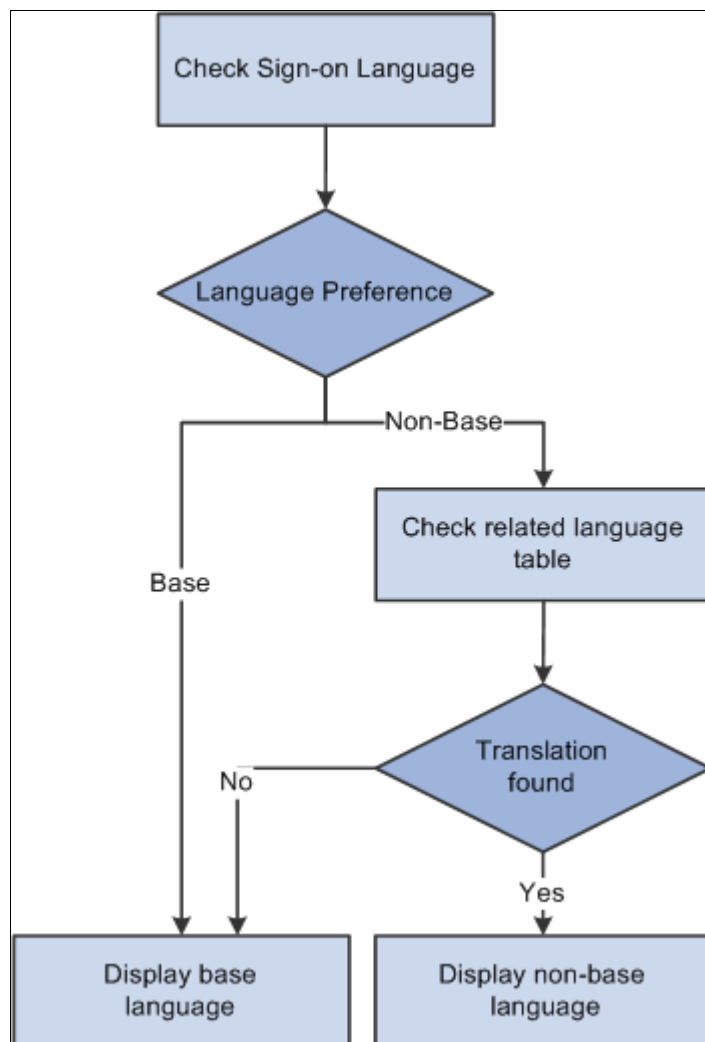 Check Sign-on Language
Language Preference
Non-Base
Check related language
table
Base
Translation
found
No
Yes
Display base
language
Display non-base
language